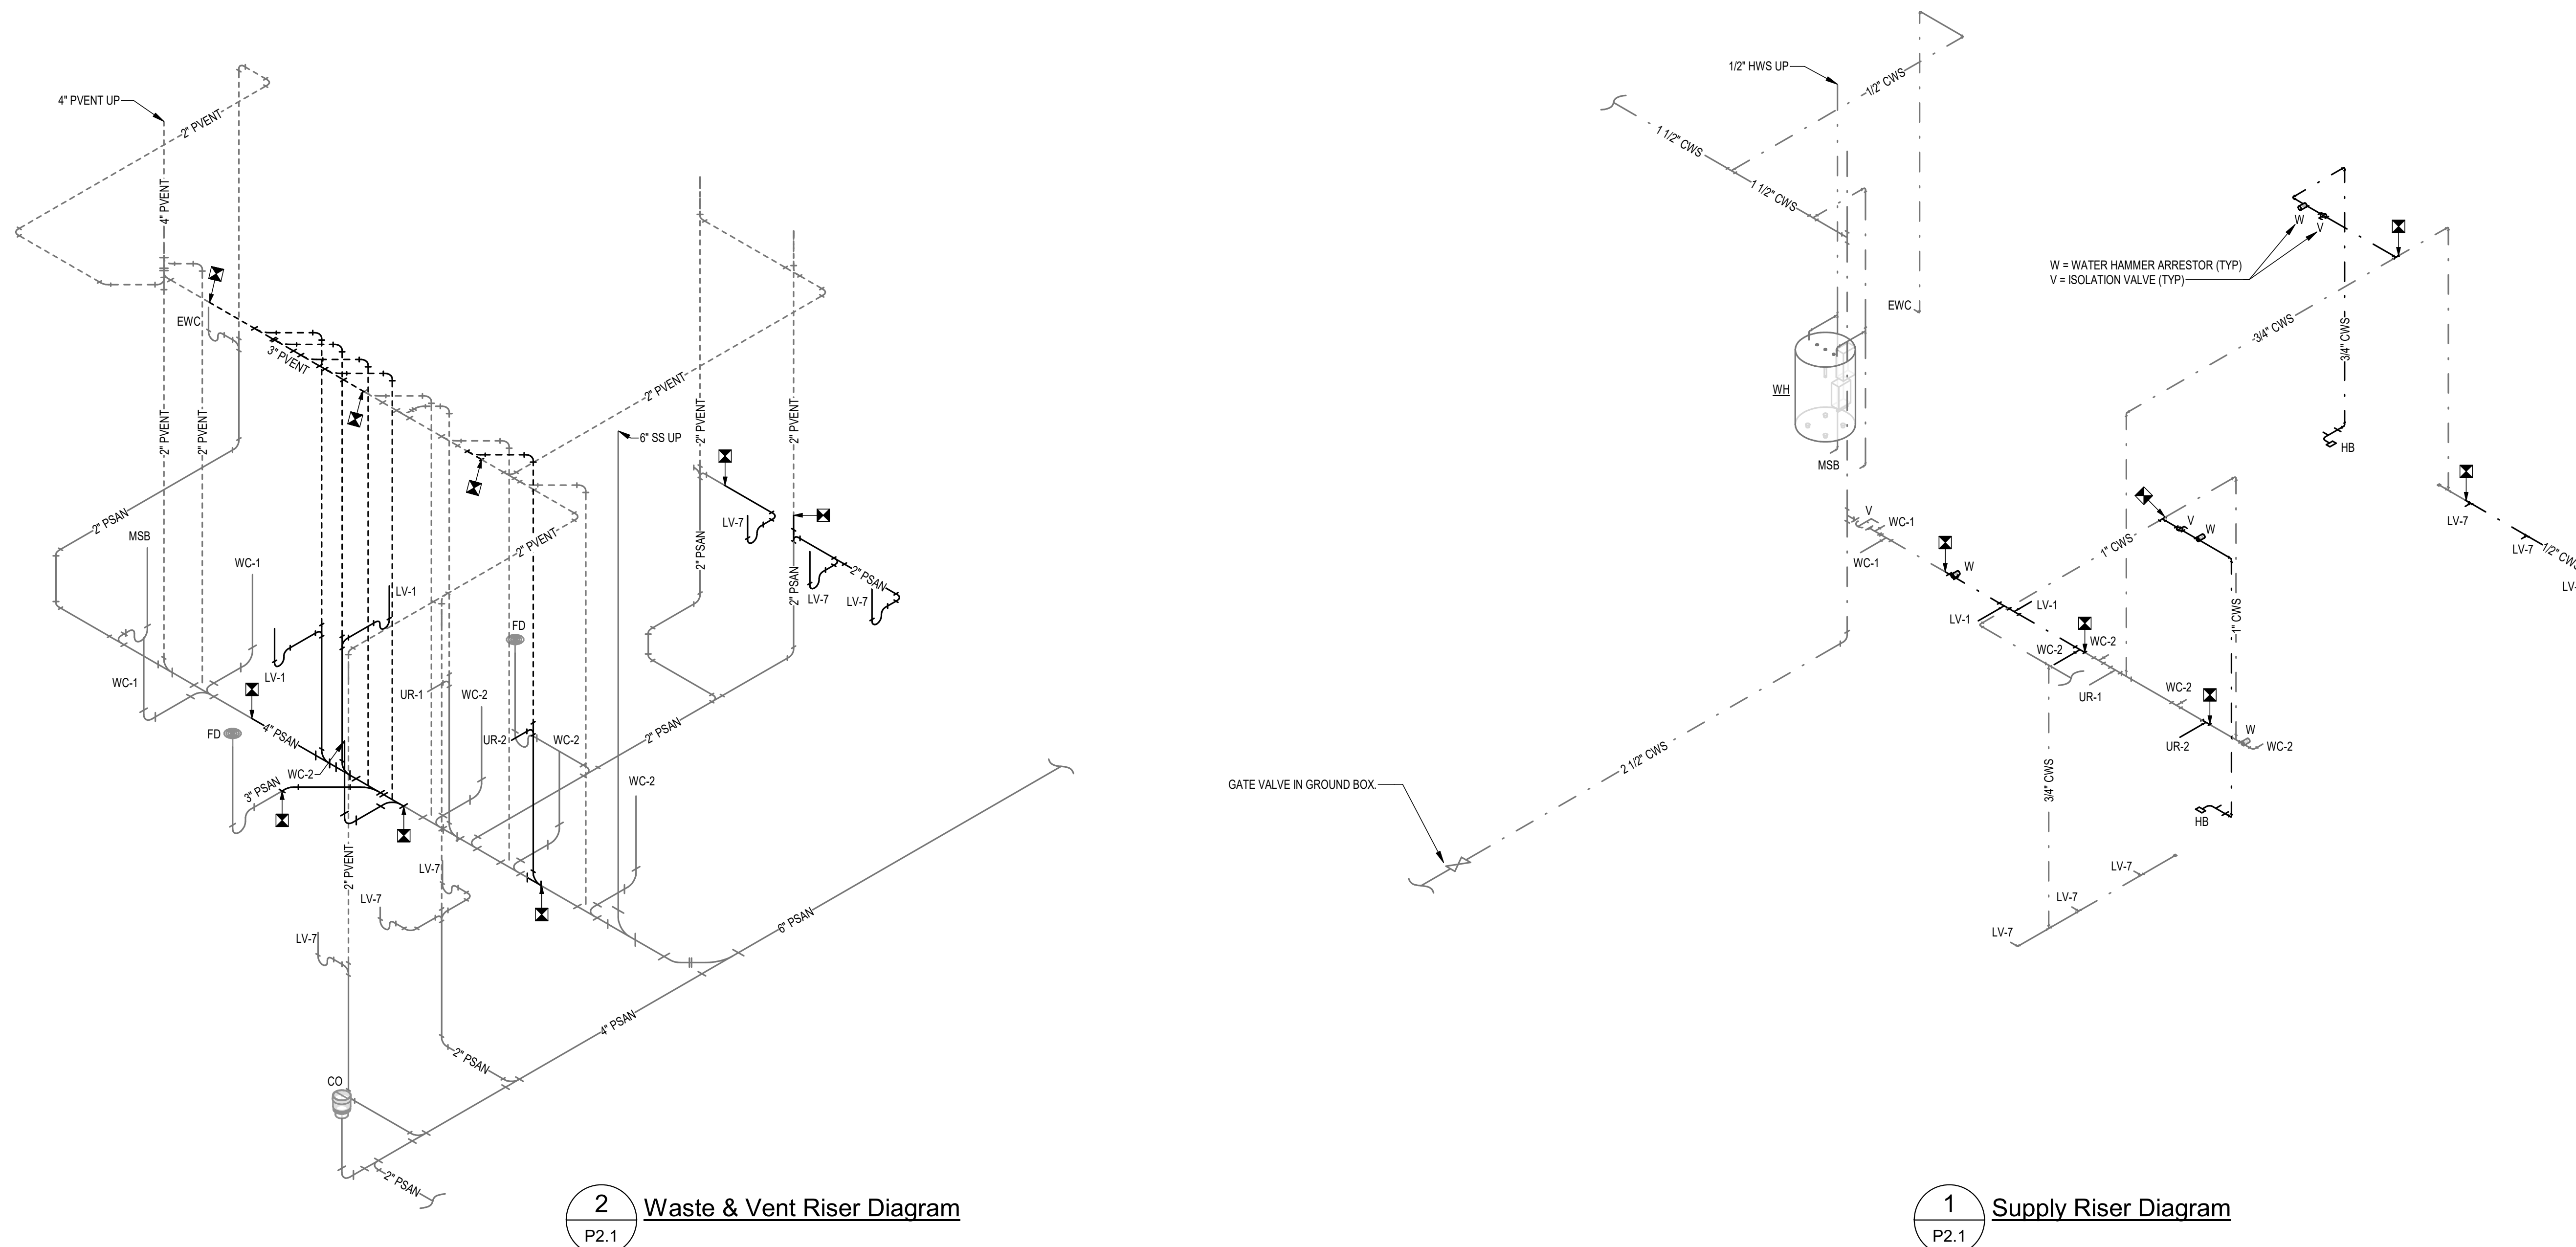 4" PVENT UP
2" PVENT
4" PVENT
EWC
3" PVENT
2" PVENT
2" PVENT
2" PVENT
2" PVENT
2" PVENT
2" PVENT
6" SS UP
LV-7
2" PSAN
MSB
WC-1
LV-1
2" PVENT
FD
2" PSAN
2" PSAN
2" PSAN
LV-7
LV-7
WC-1
LV-1
UR-1
WC-2
FD
4" PSAN
UR-2
WC-2
2" PSAN
WC-2
3" PSAN
WC-2
2" PVENT
LV-7
LV-7
6" PSAN
LV-7
4" PSAN
2" PSAN
CO
2" PSAN
2
P2.1
Waste & Vent Riser Diagram
1/2" HWS UP
1/2" CWS
1 1/2" CWS
1 1/2" CWS
EWC
WH
MSB
W
V
W = WATER HAMMER ARRESTOR (TYP)
V = ISOLATION VALVE (TYP)
3/4" CWS
3/4" CWS
HB
V
WC-1
WC-1
W
V
W
1" CWS
LV-7
LV-7
1/2" CWS
LV-1
LV-1
WC-2
WC-2
1" CWS
UR-1
WC-2
W
UR-2
WC-2
2 1/2" CWS
3/4" CWS
GATE VALVE IN GROUND BOX.
HB
LV-7
LV-7
LV-7
1
P2.1
Supply Riser Diagram